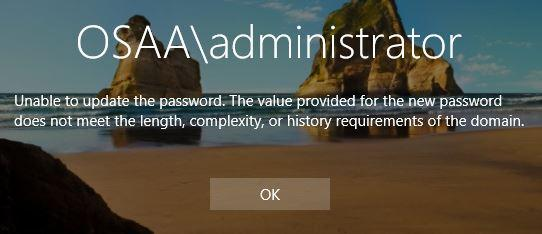 OSAA\administrator
Unable to update the password. The value provided for the new password
does not meet the length, complexity, or history requirements of the domain.
OK